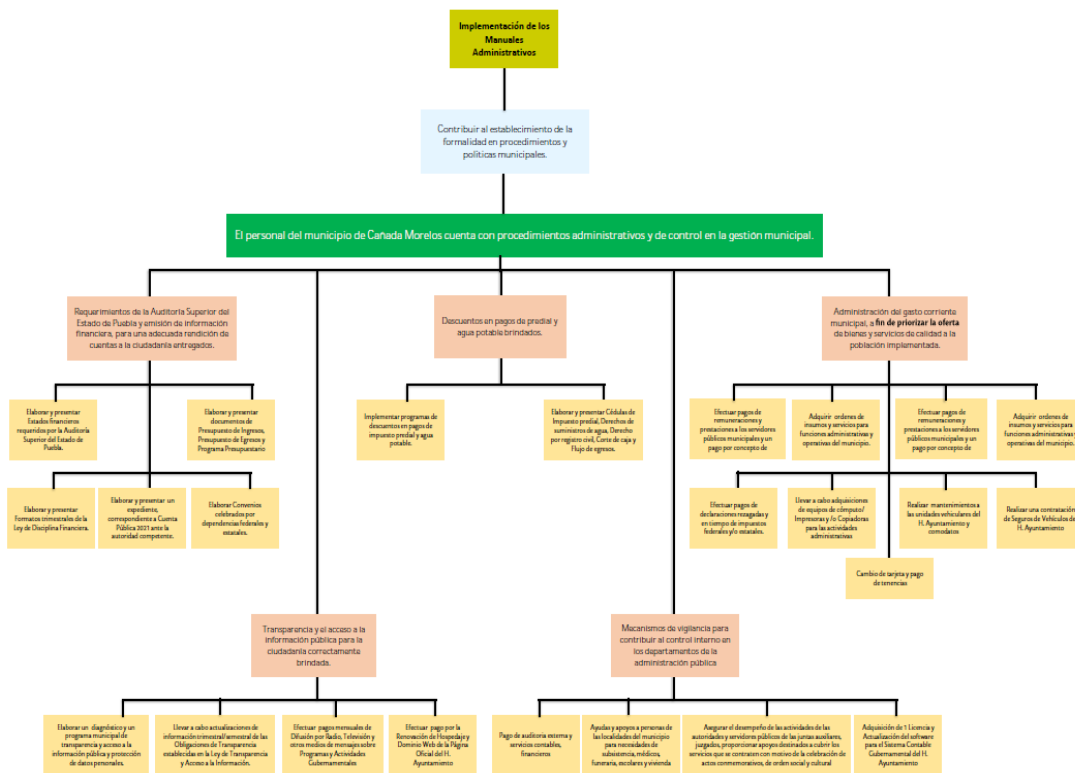 Implementación de los
Manuales
Administrativos
Contribuir al establecimiento de la
formalidad en procedimientos y
políticas municipales.
El personal del municipio de Cañada Morelos cuenta con procedimientos administrativos y de control en la gestión municipal.
Requerimientos de la Auditoría Superior del
Estado de Puebla y emisión de información
financiera, para una adecuada rendición de
cuentas a la ciudadanía entregados.
Descuentos en pagos de predial y
agua potable brindados.
Administración del gasto corriente
municipal, a fin de priorizar la oferta
de bienes y servicios de calidad a la
población implementada.
Elaborar y presentar
Estados financieros
requeridos por la Auditoría
Superior del Estado de
Puebla.
Elaborar y presentar
documentos de
Presupuesto de Ingresos,
Presupuesto de Egresos y
Programa Presupuestario
Implementar programas de
descuentos en pagos de
impuesto predial y agua
potable.
Elaborar y presentar Cédulas de
Impuesto predial, Derechos de
suministros de agua, Derecho
por registro civil, Corte de caja y
Flujo de egresos.
Efectuar pagos de
remuneraciones y
prestaciones a los servidores
públicos municipales y un
pago por concepto de
Adquirir ordenes de
insumos y servicios para
funciones administrativas y
operativas del municipio.
Efectuar pagos de
remuneraciones y
prestaciones a los servidores
públicos municipales y un
pago por concepto de
Adquirir ordenes de
insumos y servicios para
funciones administrativas y
operativas del municipio.
Elaborar y presentar
Formatos trimestrales de la
Ley de Disciplina Financiera.
Elaborar y presentar un
expediente,
correspondiente a Cuenta
Pública 2021 ante la
autoridad competente.
Elaborar Convenios
celebrados por
dependencias federales y
estatales.
Efectuar pagos de
declaraciones rezagadas y
en tiempo de impuestos
federales y/o estatales.
Llevar a cabo adquisiciones
de equipos de cómputo/
Impresoras y /o Copiadoras
para las actividades
administrativas
Realizar mantenimientos a
las unidades vehiculares del
H. Ayuntamiento y
comodatos
Realizar una contratación
de Seguros de Vehículos del
H. Ayuntamiento
Cambio de tarjeta y pago
de tenencias
Transparencia y el acceso a la
información pública para la
ciudadanía correctamente
brindada.
Mecanismos de vigilancia para
contribuir al control interno en
los departamentos de la
administración pública
Elaborar un diagnóstico y un
programa municipal de
transparencia y acceso a la
información pública y protección
de datos personales.
Llevar a cabo actualizaciones de
información trimestral/semestral de las
Obligaciones de Transparencia
establecidas en la Ley de Transparencia
y Acceso a la Información.
Efectuar pagos mensuales de
Difusión por Radio, Televisión y
otros medios de mensajes sobre
Programas y Actividades
Gubernamentales
Efectuar pago por la
Renovación de Hospedaje y
Dominio Web de la Página
Oficial del H.
Ayuntamiento
Pago de auditoría externa y
servicios contables,
financieros
Ayudas y apoyos a personas de
las localidades del municipio
para necesidades de
subsistencia, médicos,
funeraria, escolares y vivienda
Asegurar el desempeño de las actividades de las
autoridades y servidores públicos de las juntas auxiliares,
juzgados, proporcionar apoyos destinados a cubrir los
servicios que se contraten con motivo de la celebración de
actos conmemorativos, de orden social y cultural
Adquisición de 1 Licencia y
Actualización del software
para el Sistema Contable
Gubernamental del H.
Ayuntamiento